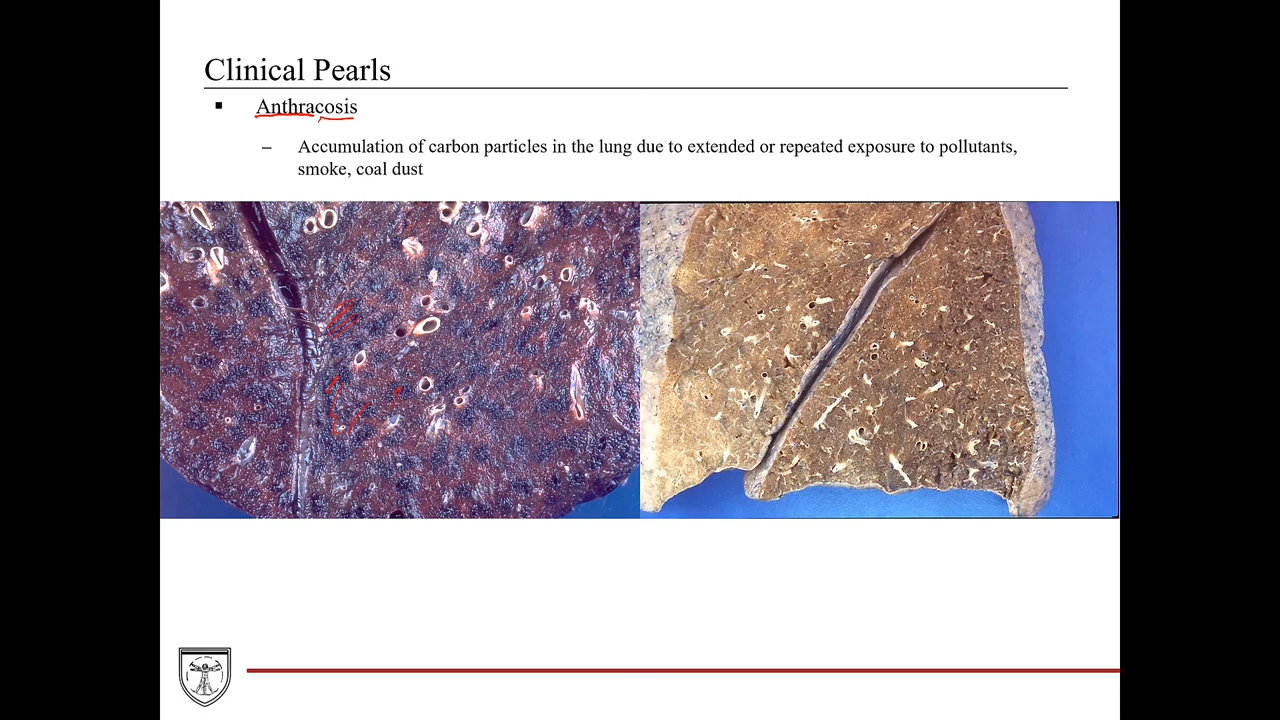 Clinical Pearls
▪ Anthracosis
– Accumulation of carbon particles in the lung due to extended or repeated exposure to pollutants,
smoke, coal dust